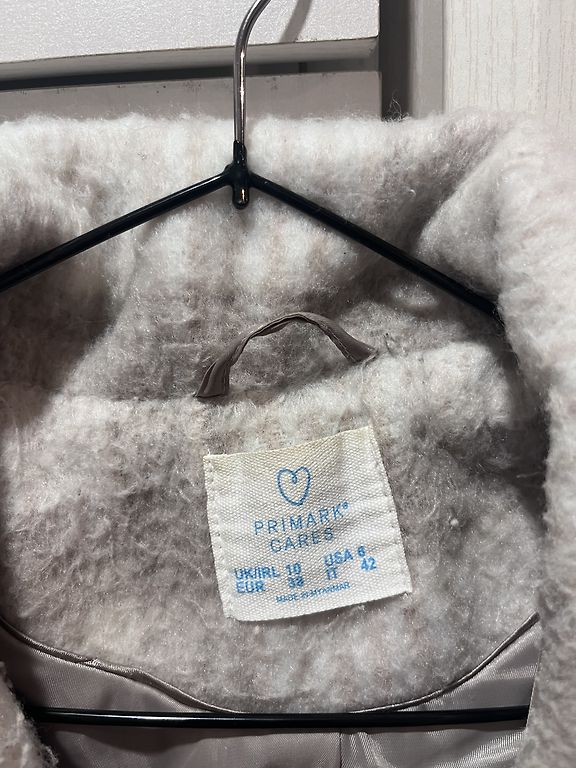 PRIMARK®
CARES
UK/IRL 10 USA 6
EUR 38 IT 42
MADE IN MYANMAR